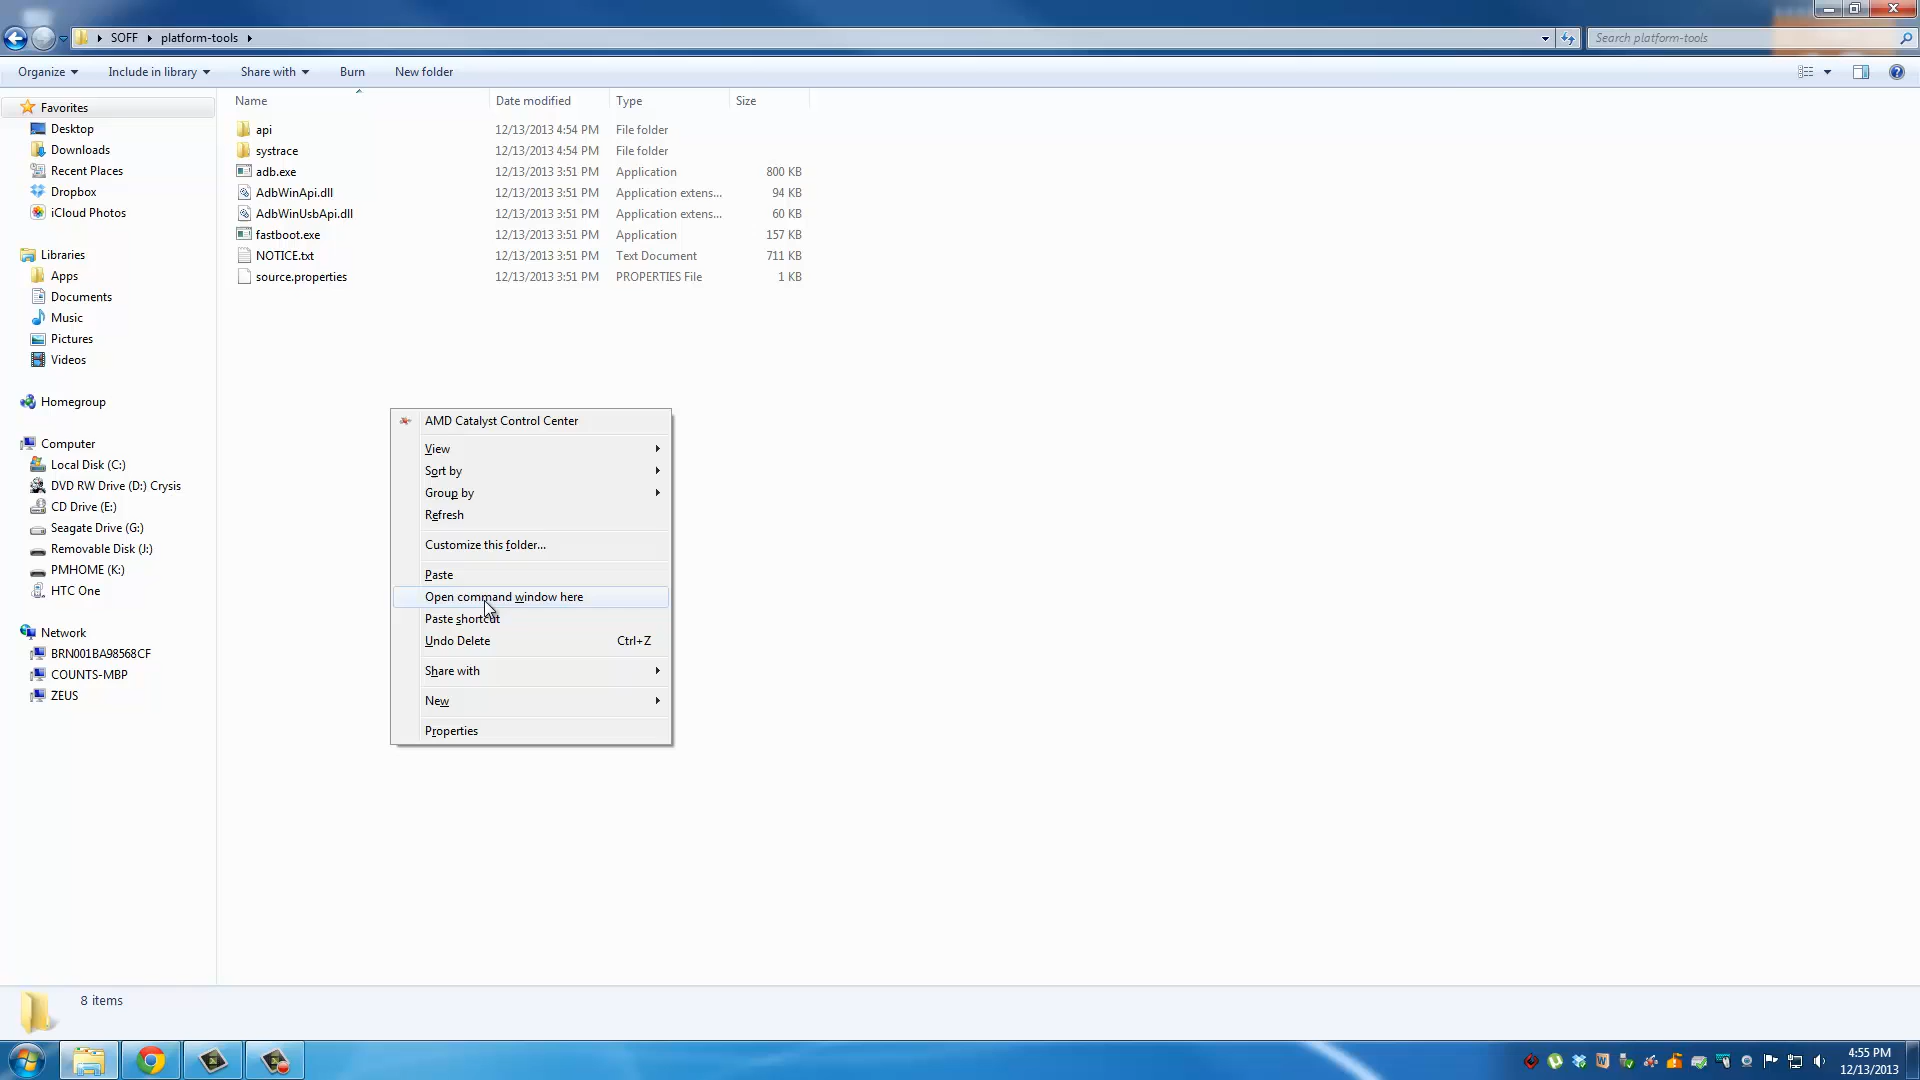 SOFF platform-tools
Search platform-tools
Organize Include in library Share with Burn New folder
Name Date modified Type Size
Favorites
Desktop
Downloads
Recent Places
Dropbox
iCloud Photos
Libraries
Apps
Documents
Music
Pictures
Videos
Homegroup
Computer
Local Disk (C:)
DVD RW Drive (D:) Crysis
CD Drive (E:)
Seagate Drive (G:)
Removable Disk (J:)
PMHOME (K:)
HTC One
Network
BRN001BA98568CF
COUNTS-MBP
ZEUS
api 12/13/2013 4:54 PM File folder
systrace 12/13/2013 4:54 PM File folder
adb.exe 12/13/2013 3:51 PM Application 800 KB
AdbWinApi.dll 12/13/2013 3:51 PM Application extens... 94 KB
AdbWinUsbApi.dll 12/13/2013 3:51 PM Application extens... 60 KB
fastboot.exe 12/13/2013 3:51 PM Application 157 KB
NOTICE.txt 12/13/2013 3:51 PM Text Document 711 KB
source.properties 12/13/2013 3:51 PM PROPERTIES File 1 KB
AMD Catalyst Control Center
View
Sort by
Group by
Refresh
Customize this folder...
Paste
Open command window here
Paste shortcut
Undo Delete Ctrl+Z
Share with
New
Properties
8 items
4:55 PM
12/13/2013